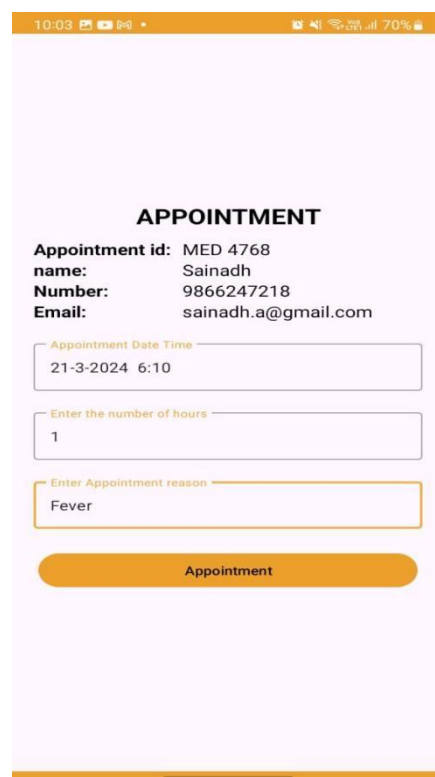 10:03 70%
APPOINTMENT
Appointment id: MED 4768
name: Sainadh
Number: 9866247218
Email: sainadh.a@gmail.com
Appointment Date Time
21-3-2024 6:10
Enter the number of hours
1
Enter Appointment reason
Fever
Appointment